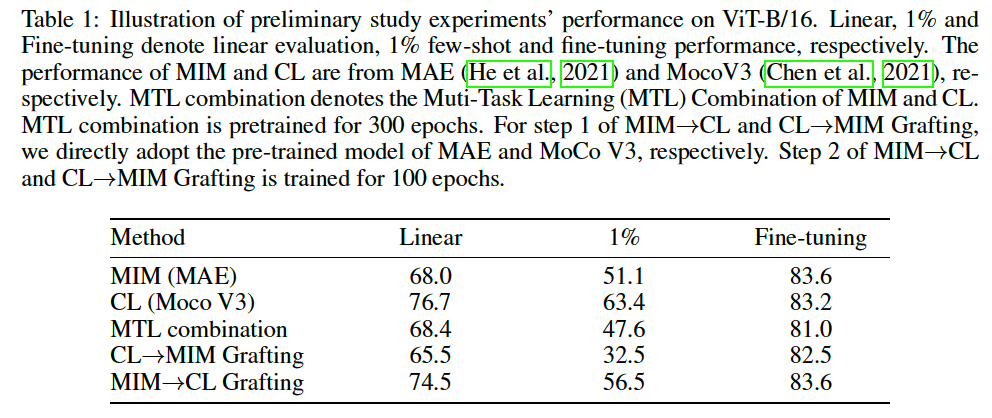 Table 1: Illustration of preliminary study experiments' performance on ViT-B/16. Linear, 1% and
Fine-tuning denote linear evaluation, 1% few-shot and fine-tuning performance, respectively. The
performance of MIM and CL are from MAE (He et al., 2021) and MocoV3 (Chen et al., 2021), re-
spectively. MTL combination denotes the Muti-Task Learning (MTL) Combination of MIM and CL.
MTL combination is pretrained for 300 epochs. For step 1 of MIM→CL and CL→MIM Grafting,
we directly adopt the pre-trained model of MAE and MoCo V3, respectively. Step 2 of MIM→CL
and CL→MIM Grafting is trained for 100 epochs.
Method Linear 1% Fine-tuning
MIM (MAE) 68.0 51.1 83.6
CL (Moco V3) 76.7 63.4 83.2
MTL combination 68.4 47.6 81.0
CL→MIM Grafting 65.5 32.5 82.5
MIM→CL Grafting 74.5 56.5 83.6